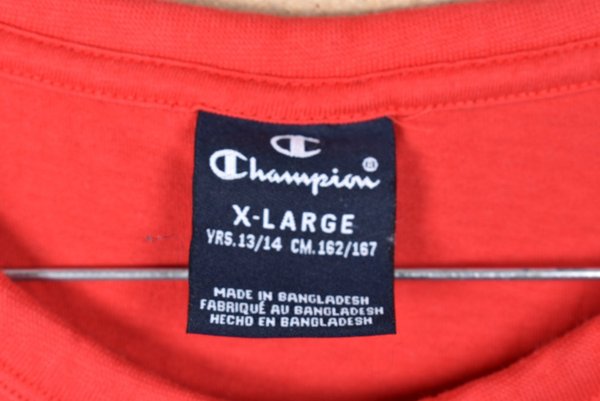 Champion®
X-LARGE
YRS.13/14 CM.162/167
MADE IN BANGLADESH
FABRIQUÉ AU BANGLADESH
HECHO EN BANGLADESH